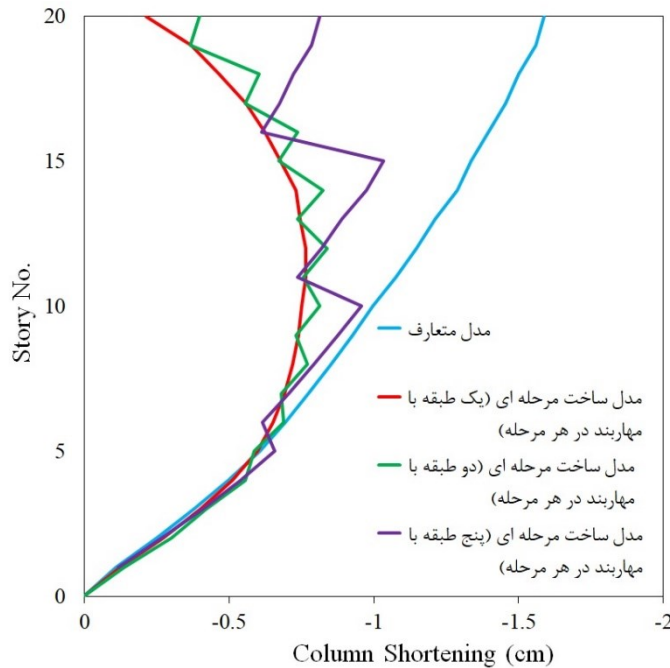 20
15
10
5
0
Story No.
مدل متعارف
مدل ساخت مرحله ای (یک طبقه با
مهاربند در هر مرحله)
مدل ساخت مرحله ای (دو طبقه با
مهاربند در هر مرحله)
مدل ساخت مرحله ای (پنج طبقه با
مهاربند در هر مرحله)
0 -0.5 -1 -1.5 -2
Column Shortening (cm)